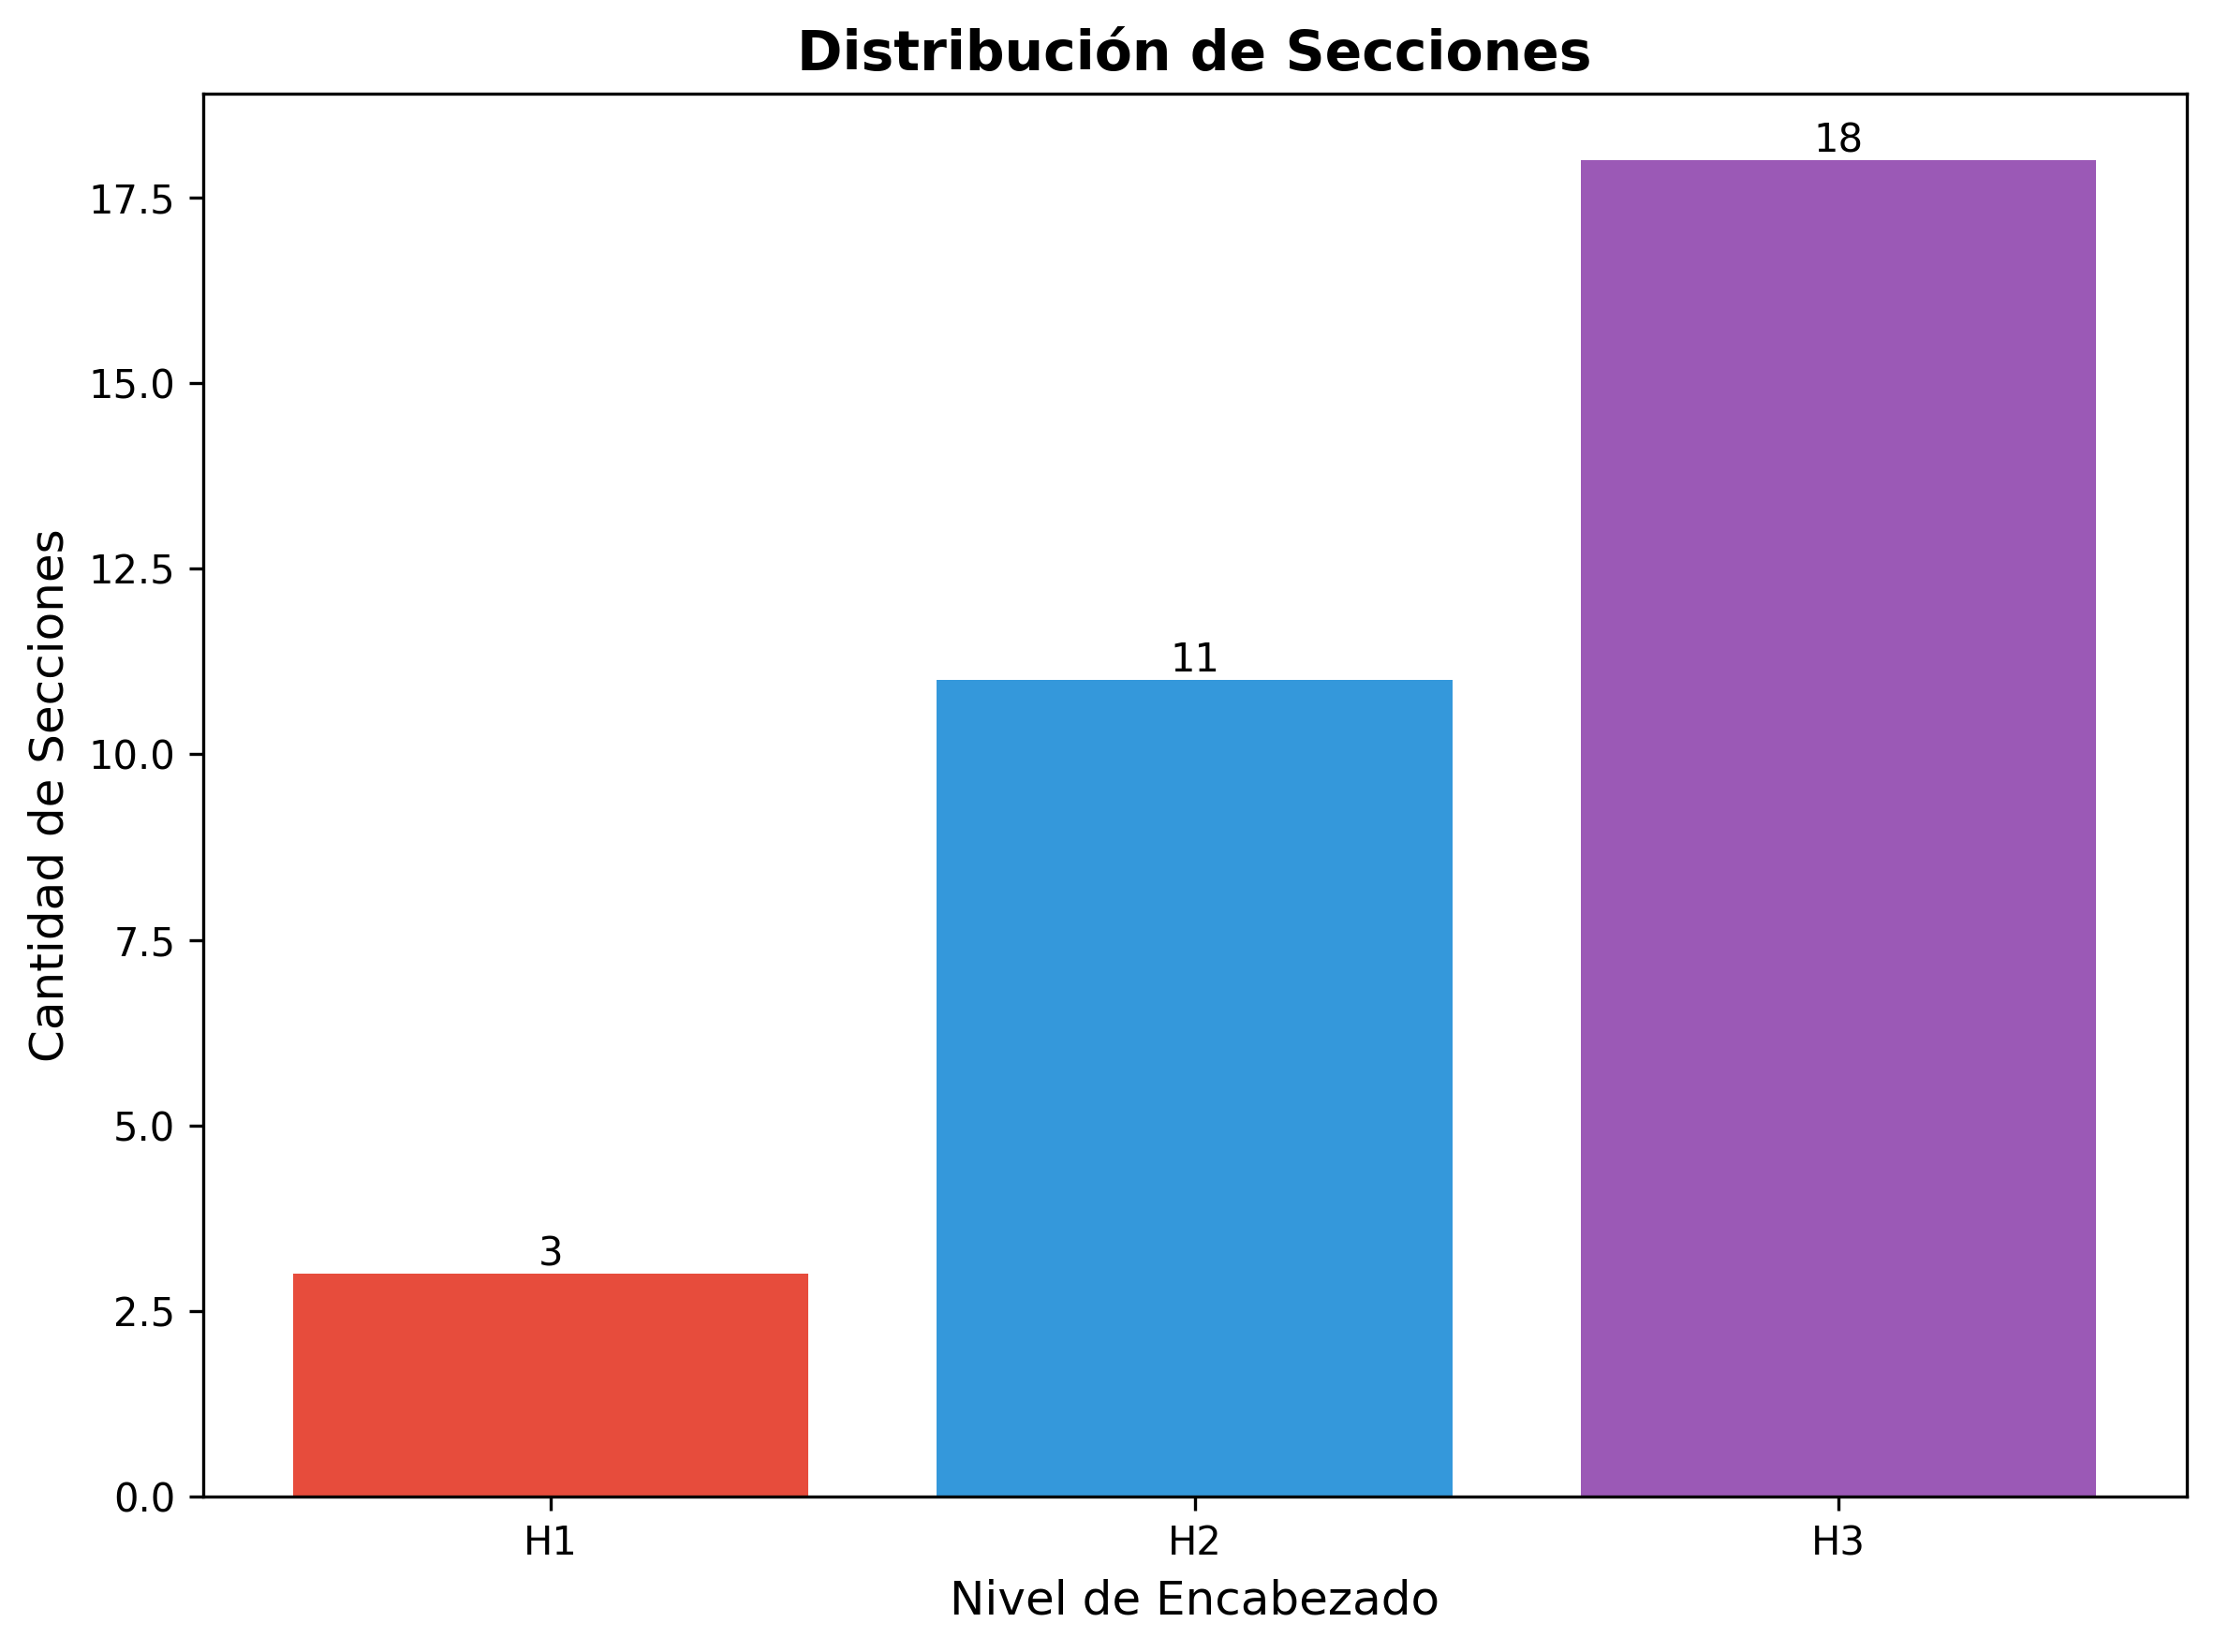 Distribución de Secciones
Cantidad de Secciones
17.5
15.0
12.5
10.0
7.5
5.0
2.5
0.0
3
11
18
H1
H2
H3
Nivel de Encabezado